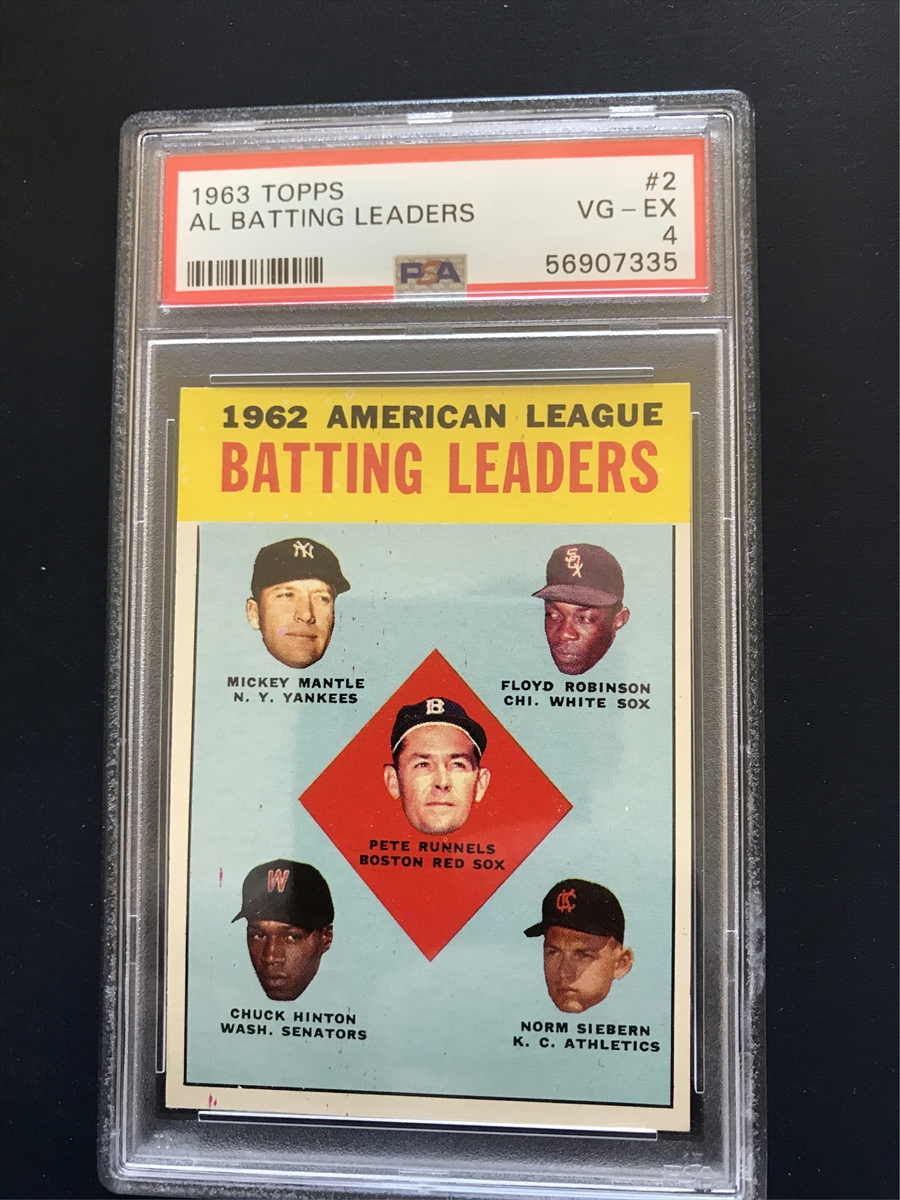 1963 TOPPS #2
AL BATTING LEADERS VG - EX
4
PSA 56907335
1962 AMERICAN LEAGUE
BATTING LEADERS
NY
SOX
MICKEY MANTLE
N. Y. YANKEES
FLOYD ROBINSON
CHI. WHITE SOX
B
PETE RUNNELS
BOSTON RED SOX
W
KC
CHUCK HINTON
WASH. SENATORS
NORM SIEBERN
K. C. ATHLETICS